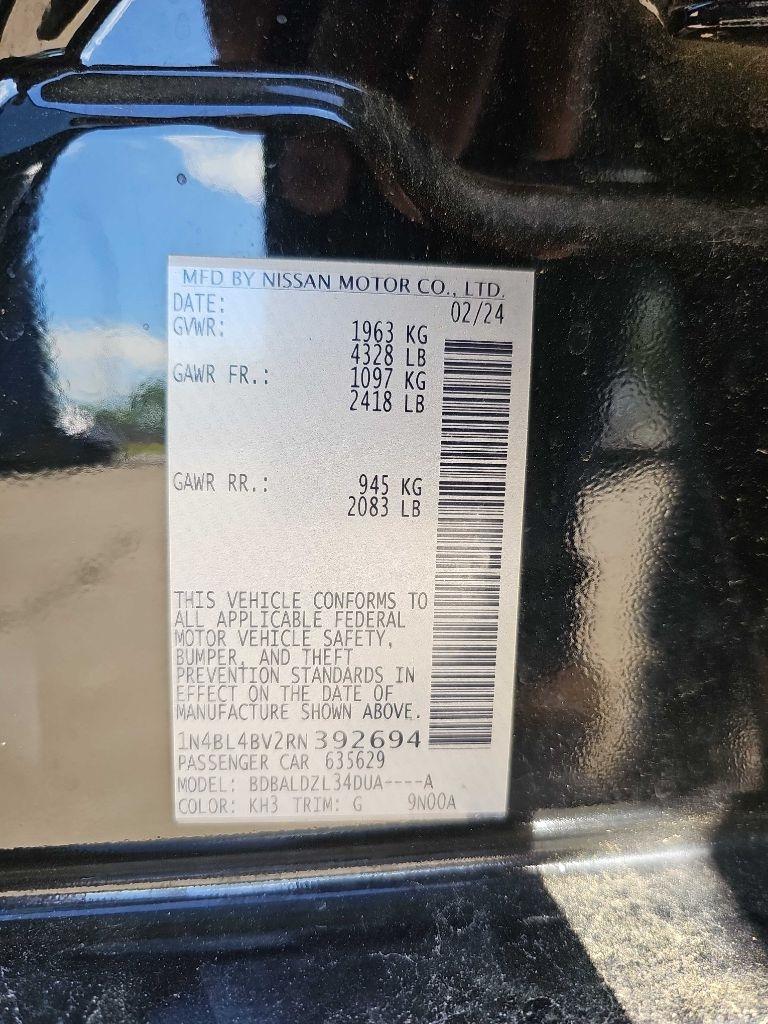 MFD BY NISSAN MOTOR CO., LTD.
DATE: 02/24
GVWR: 1963 KG
4328 LB
GAWR FR.: 1097 KG
2418 LB
GAWR RR.: 945 KG
2083 LB
THIS VEHICLE CONFORMS TO
ALL APPLICABLE FEDERAL
MOTOR VEHICLE SAFETY,
BUMPER, AND THEFT
PREVENTION STANDARDS IN
EFFECT ON THE DATE OF
MANUFACTURE SHOWN ABOVE.
1N4BL4BV2RN392694
PASSENGER CAR 635629
MODEL: BDBALDZL34DUA----A
COLOR: KH3 TRIM: G 9N00A